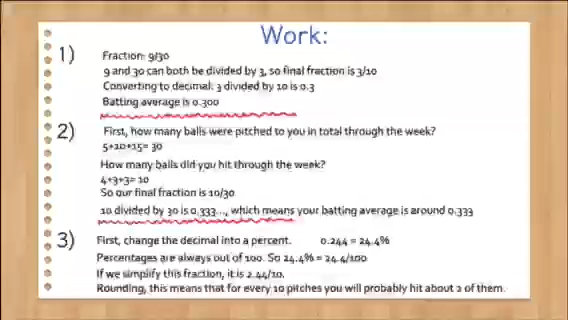 Work:
1)
Fraction: 9/30
9 and 30 can both be divided by 3, so final fraction is 3/10
Converting to decimal: 3 divided by 10 is 0.3
Batting average is 0.300
2)
First, how many balls were pitched to you in total through the week?
5+10+15= 30
How many balls did you hit through the week?
4+3+3= 10
So our final fraction is 10/30
10 divided by 30 is 0.333..., which means your batting average is around 0.333
3)
First, change the decimal into a percent. 0.244 = 24.4%
Percentages are always out of 100. So 24.4% = 24.4/100
If we simplify this fraction, it is 2.44/10.
Rounding, this means that for every 10 pitches you will probably hit about 2 of them.